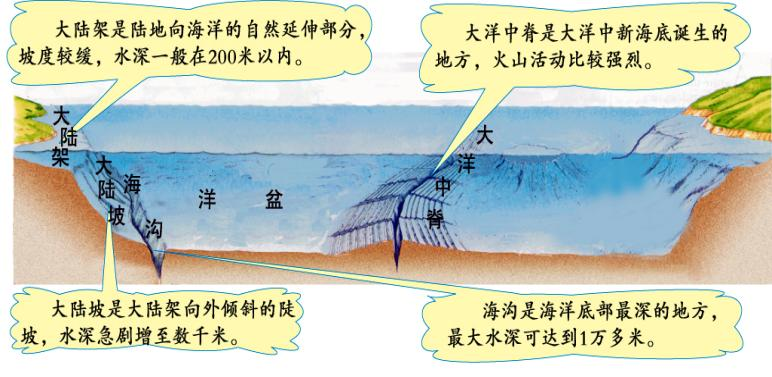 大陆架是陆地向海洋的自然延伸部分，
坡度较缓，水深一般在200米以内。
大洋中脊是大洋中新海底诞生的
地方，火山活动比较强烈。
大陆架
大陆坡
海沟
洋盆
大洋中脊
大陆坡是大陆架向外倾斜的陡
坡，水深急剧增至数千米。
海沟是海洋底部最深的地方，
最大水深可达到1万多米。